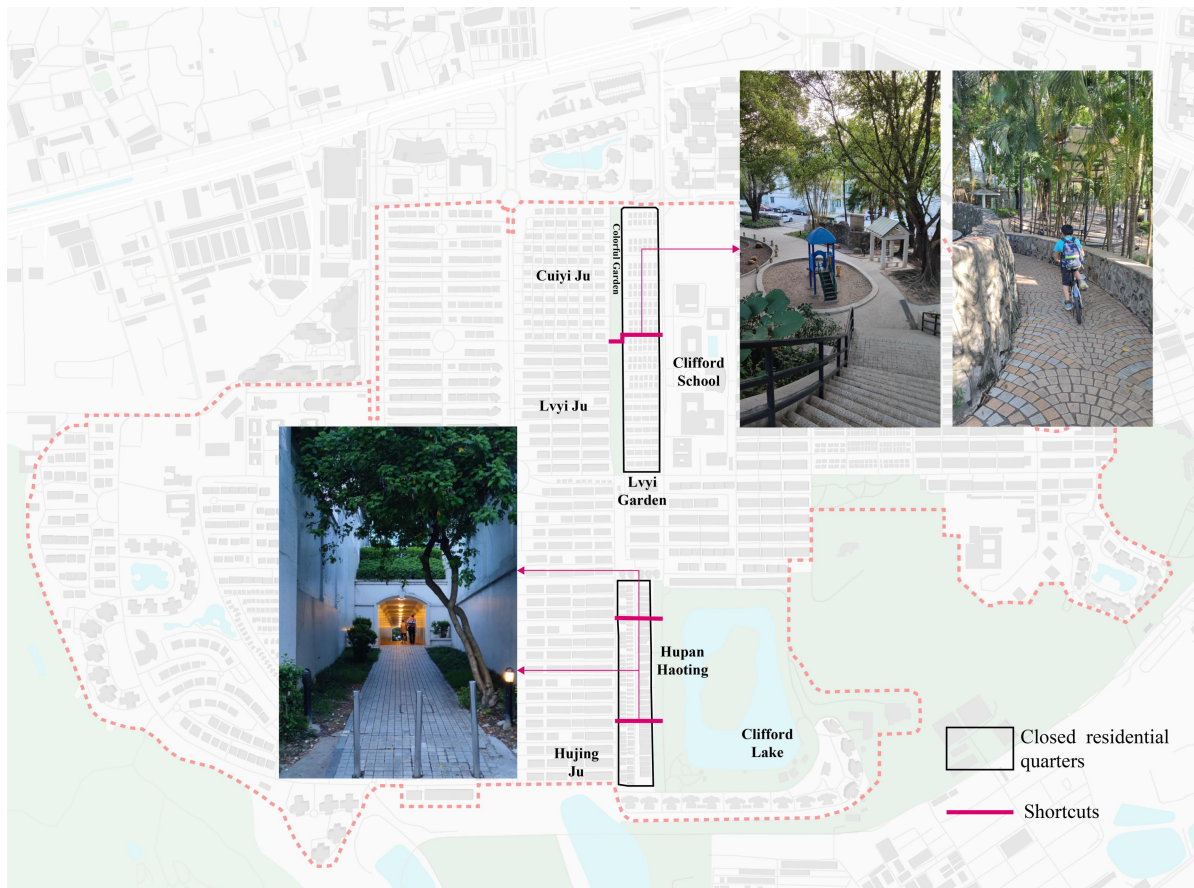 Colorful Garden
Cuiyi Ju
Clifford
School
Lvyi Ju
Lvyi
Garden
Hupan
Haoting
Clifford
Lake
Hujing
Ju
Closed residential
quarters
Shortcuts